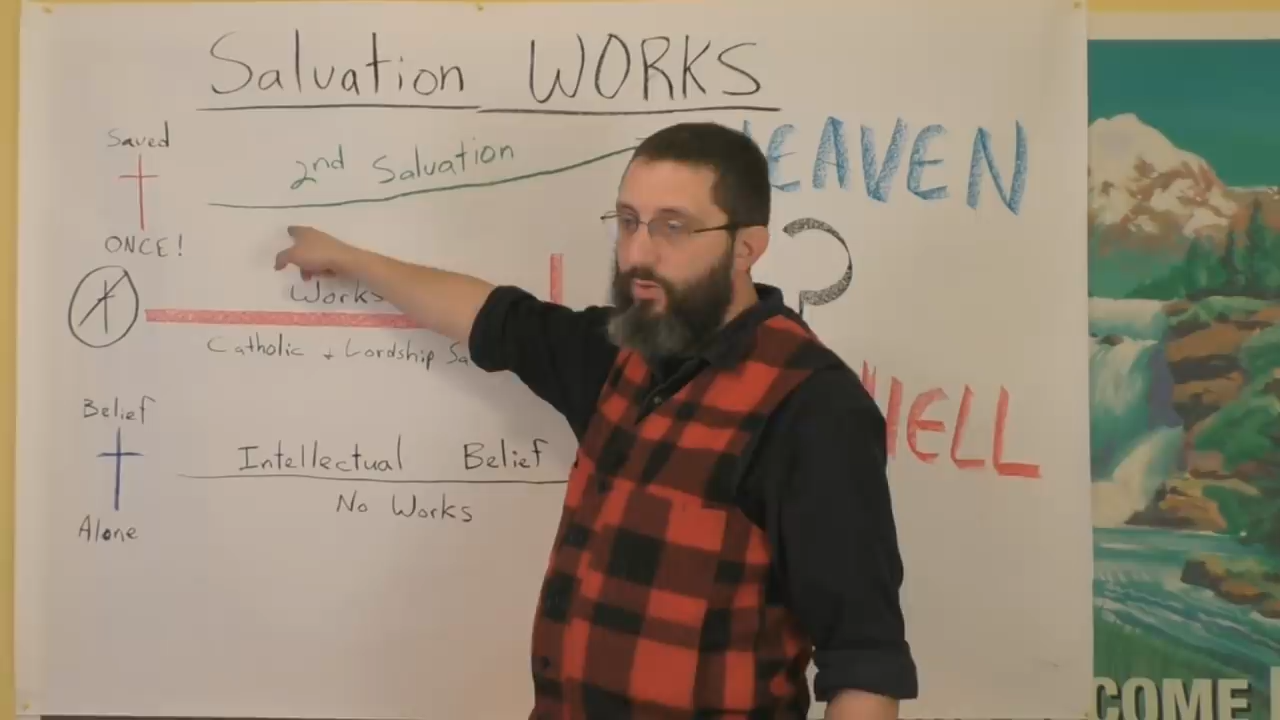 Salvation WORKS
Saved
ONCE!
2nd Salvation
EAVEN
?
Works
Catholic + Lordship Sa
Belief
Alone
Intellectual Belief
No Works
HELL
COME